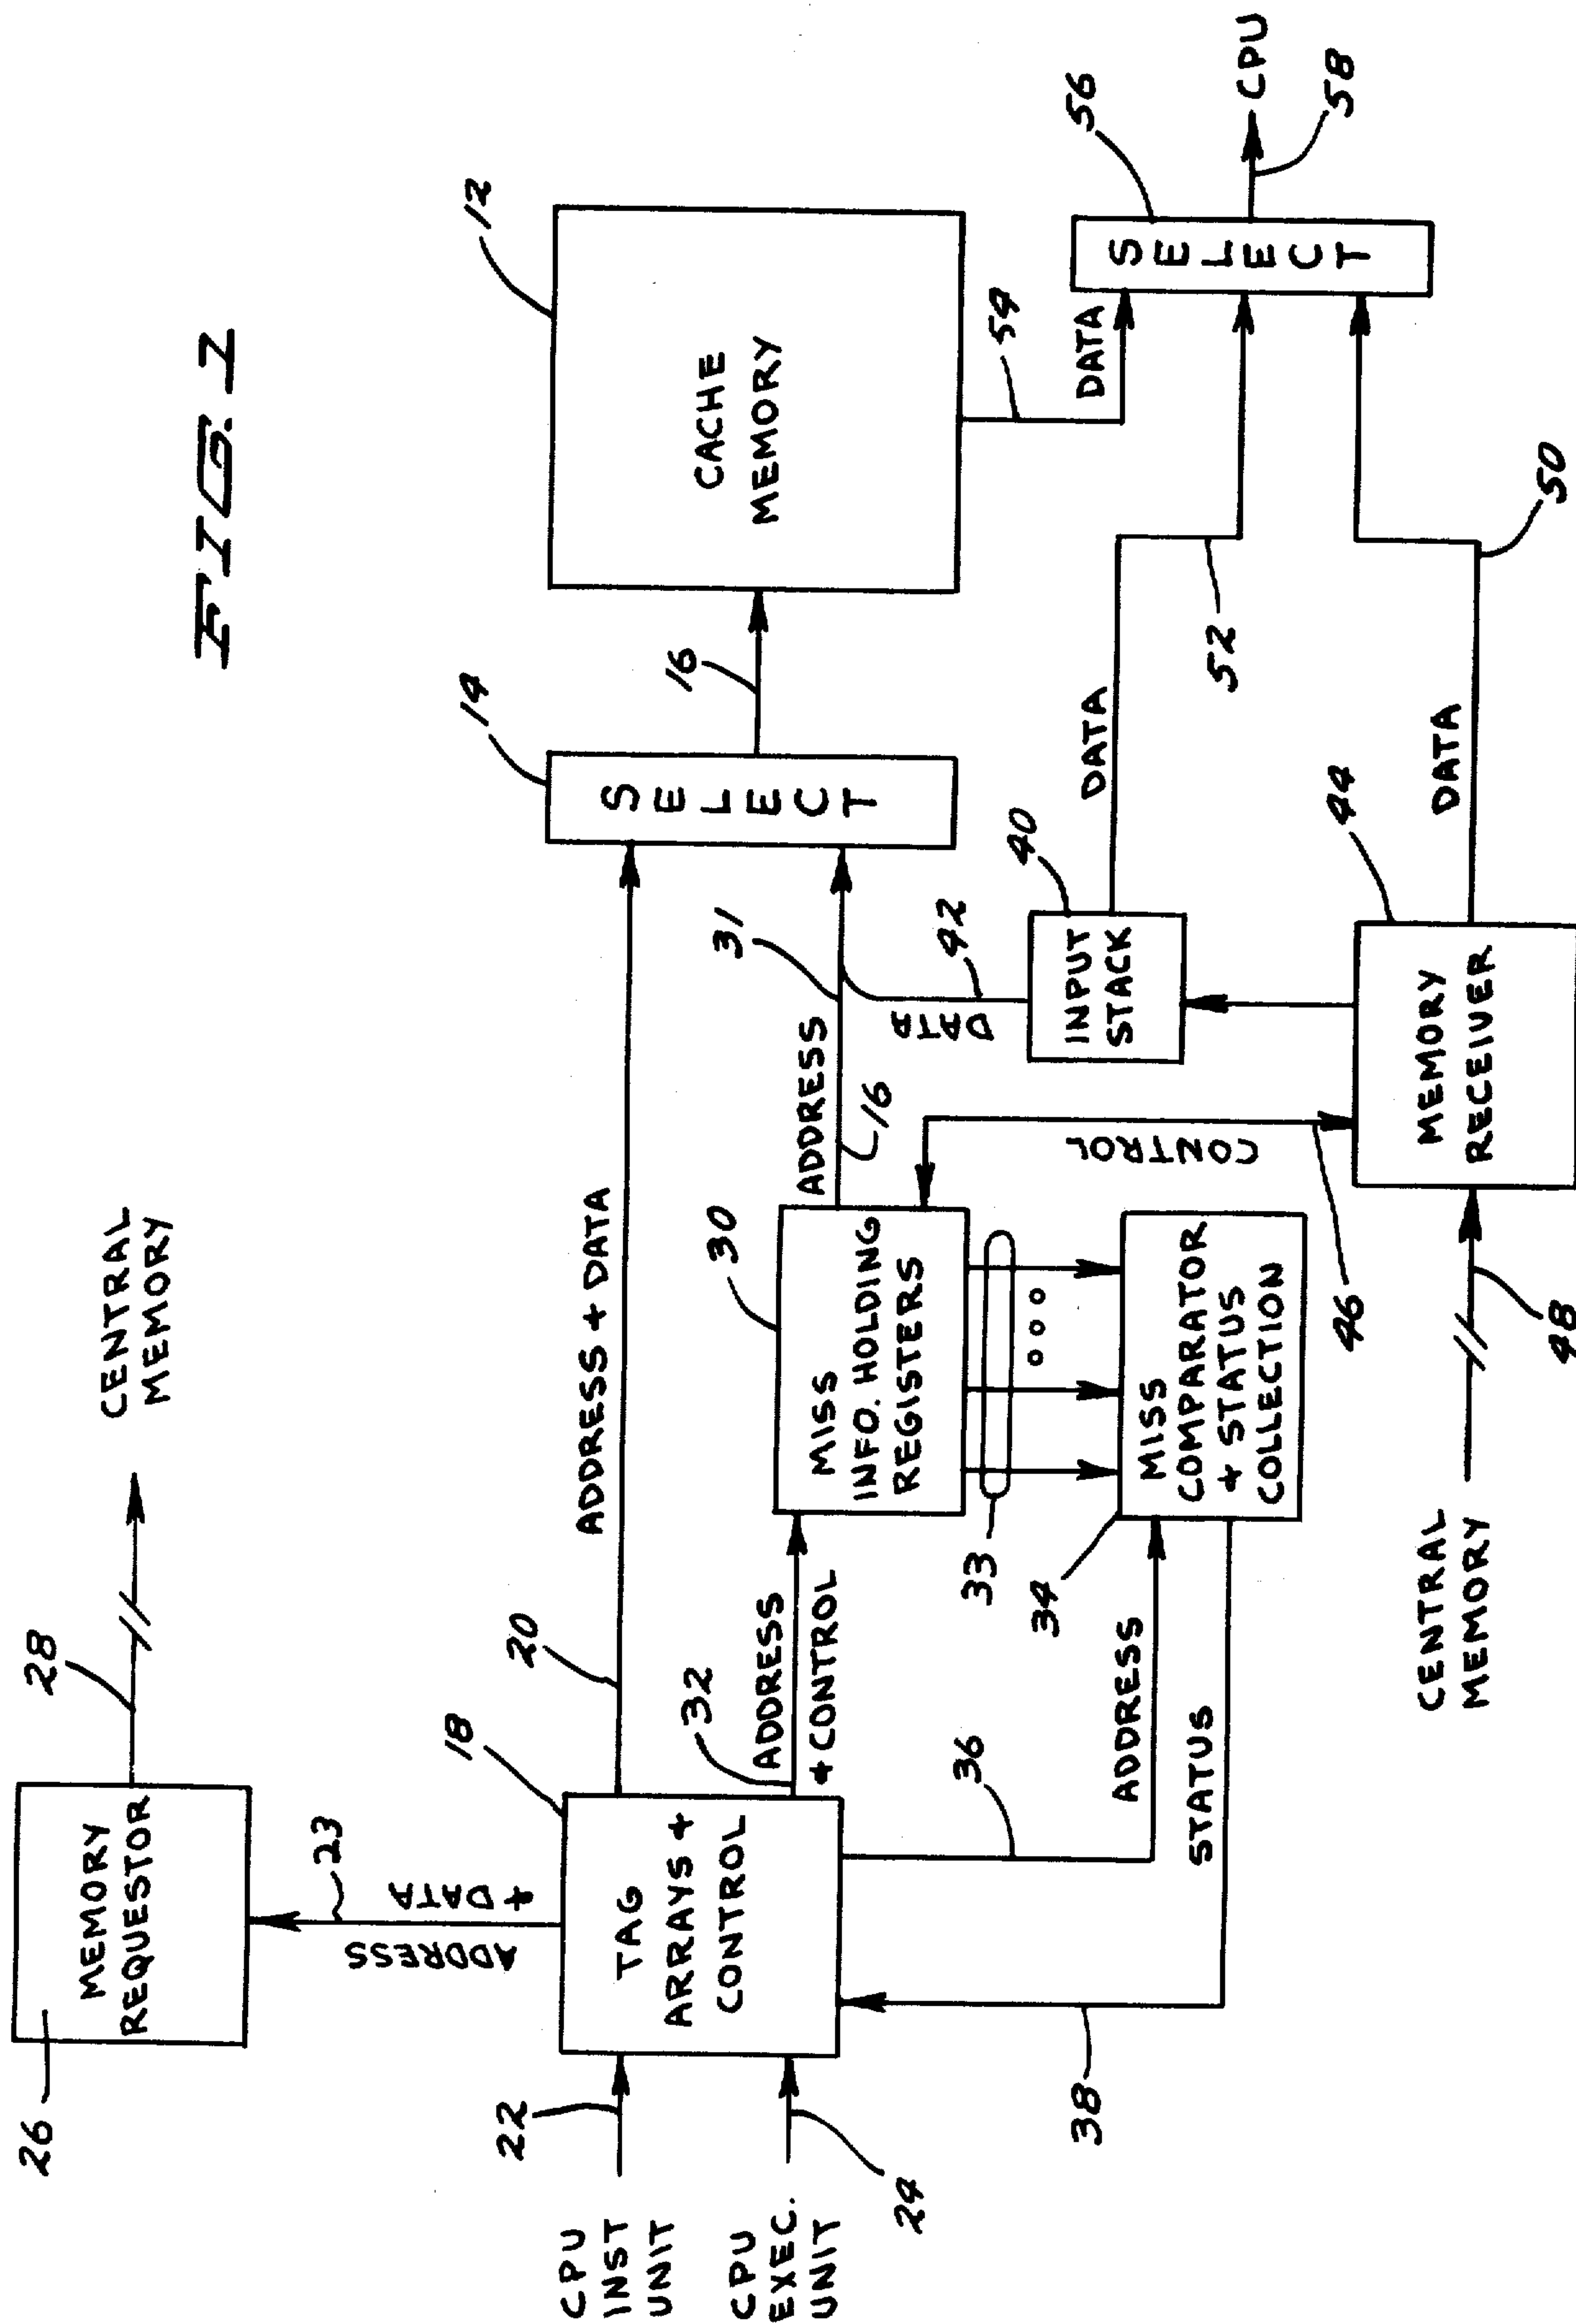 FIG. 1
CENTRAL
MEMORY
28
26
MEMORY
REQUESTOR
23
ADDRESS
+ DATA
18
20
ADDRESS + DATA
14
SELECT
16
12
CACHE
MEMORY
CPU
INST
UNIT
22
CPU
EXEC.
UNIT
24
TAG
ARRAYS +
CONTROL
32
ADDRESS
+ CONTROL
30
MISS
INFO. HOLDING
REGISTERS
ADDRESS
16
31
DATA
42
40
INPUT
STACK
DATA
52
54
DATA
56
SELECT
CPU
58
36
ADDRESS
STATUS
38
33
34
MISS
COMPARATOR
+ STATUS
COLLECTION
CONTROL
46
44
MEMORY
RECEIVER
DATA
50
CENTRAL
MEMORY
48